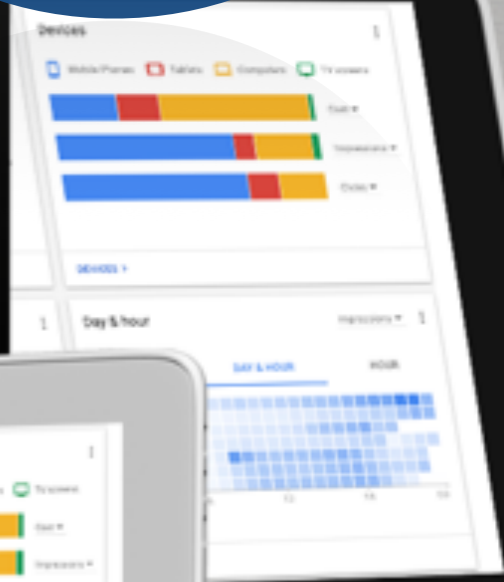 Devices
Mobile Phones Tablets Computers TV screens
Cost
Impressions
Clicks
DEVICES
Day & hour Impressions
DAY & HOUR HOUR
TV screens
Cost
Impressions